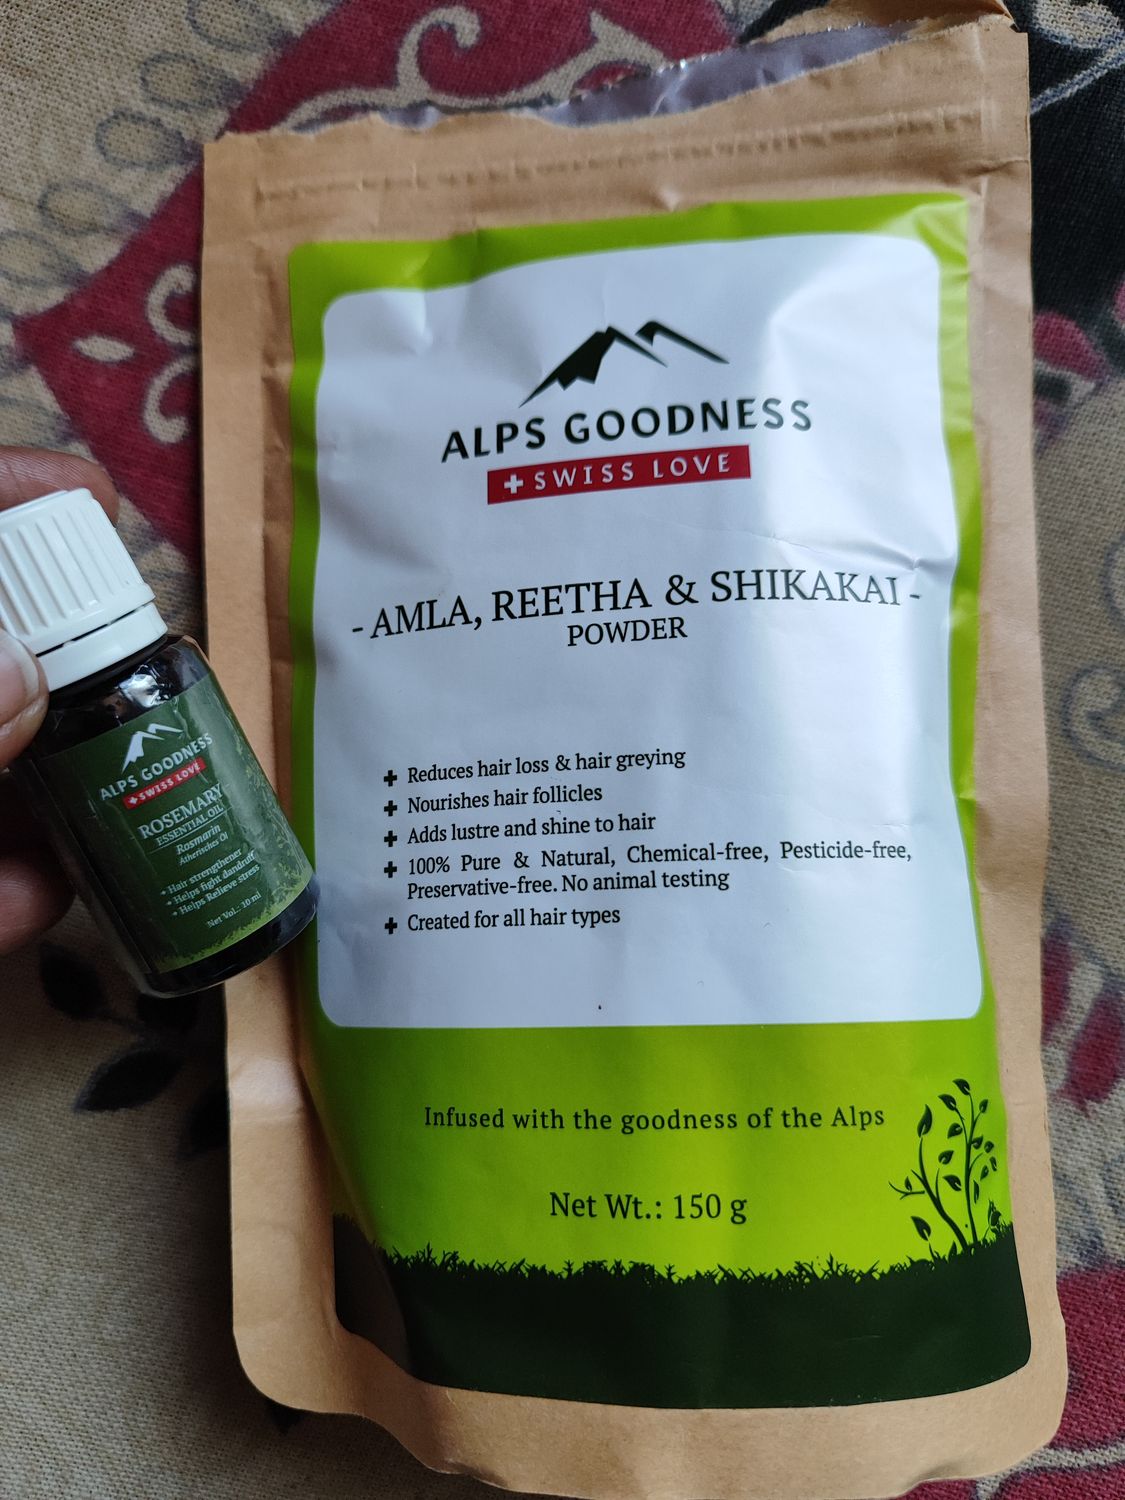 ALPS GOODNESS
SWISS LOVE
- AMLA, REETHA & SHIKAKAI -
POWDER
Reduces hair loss & hair greying
Nourishes hair follicles
Adds lustre and shine to hair
100% Pure & Natural, Chemical-free, Pesticide-free,
Preservative-free. No animal testing
Created for all hair types
Infused with the goodness of the Alps
Net Wt.: 150 g
ALPS GOODNESS
SWISS LOVE
ROSEMARY
ESSENTIAL OIL
Rosmarin
Ätherisches Öl
• Hair strengthener
• Helps fight dandruff
• Helps Relieve stress
Net Vol.: 10 ml